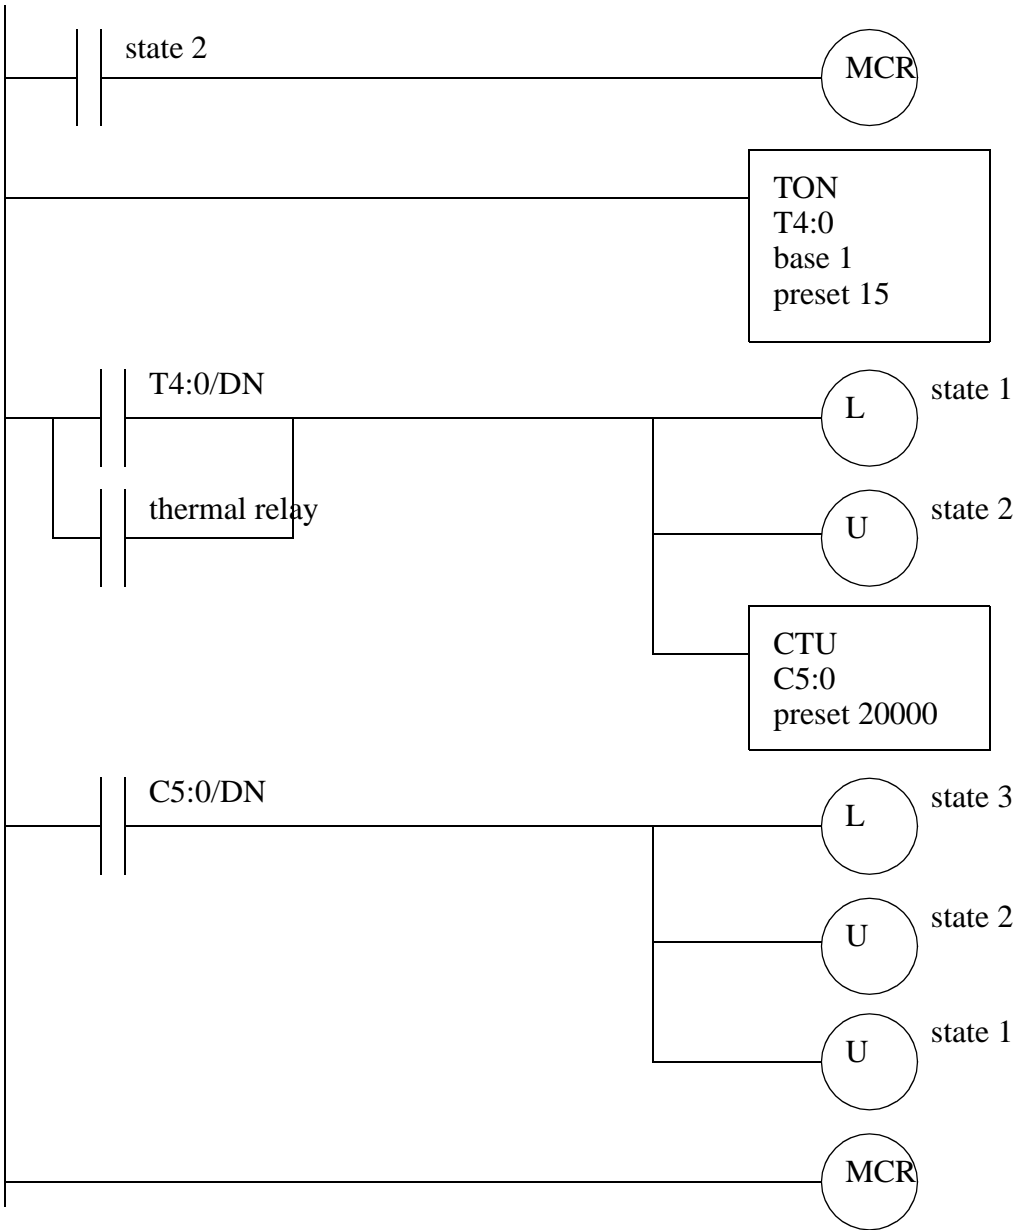 state 2
MCR
TON
T4:0
base 1
preset 15
T4:0/DN
L
state 1
thermal relay
U
state 2
CTU
C5:0
preset 20000
C5:0/DN
L
state 3
U
state 2
U
state 1
MCR